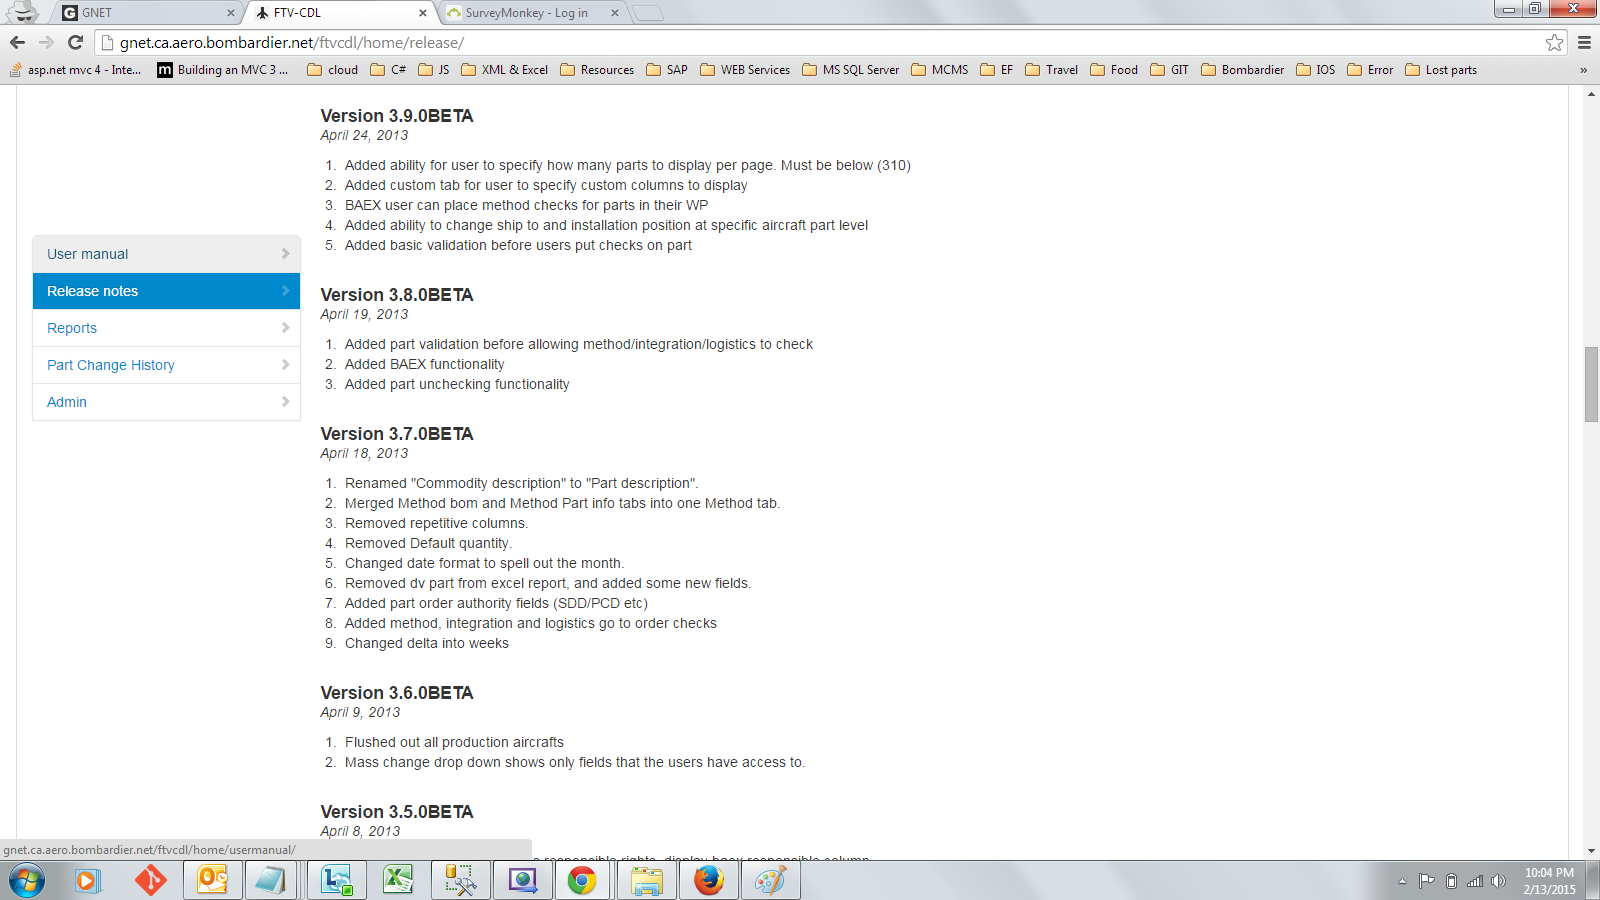 GNET
FTV-CDL
SurveyMonkey - Log in
gnet.ca.aero.bombardier.net/ftvcdl/home/release/
asp.net mvc 4 - Inte...
Building an MVC 3 ...
cloud
C#
JS
XML & Excel
Resources
SAP
WEB Services
MS SQL Server
MCMS
EF
Travel
Food
GIT
Bombardier
IOS
Error
Lost parts
»
User manual
Release notes
Reports
Part Change History
Admin
Version 3.9.0BETA
April 24, 2013
1. Added ability for user to specify how many parts to display per page. Must be below (310)
2. Added custom tab for user to specify custom columns to display
3. BAEX user can place method checks for parts in their WP
4. Added ability to change ship to and installation position at specific aircraft part level
5. Added basic validation before users put checks on part
Version 3.8.0BETA
April 19, 2013
1. Added part validation before allowing method/integration/logistics to check
2. Added BAEX functionality
3. Added part unchecking functionality
Version 3.7.0BETA
April 18, 2013
1. Renamed "Commodity description" to "Part description".
2. Merged Method bom and Method Part info tabs into one Method tab.
3. Removed repetitive columns.
4. Removed Default quantity.
5. Changed date format to spell out the month.
6. Removed dv part from excel report, and added some new fields.
7. Added part order authority fields (SDD/PCD etc)
8. Added method, integration and logistics go to order checks
9. Changed delta into weeks
Version 3.6.0BETA
April 9, 2013
1. Flushed out all production aircrafts
2. Mass change drop down shows only fields that the users have access to.
Version 3.5.0BETA
April 8, 2013
responsible rights, display baex responsible column
gnet.ca.aero.bombardier.net/ftvcdl/home/usermanual/
10:04 PM
2/13/2015